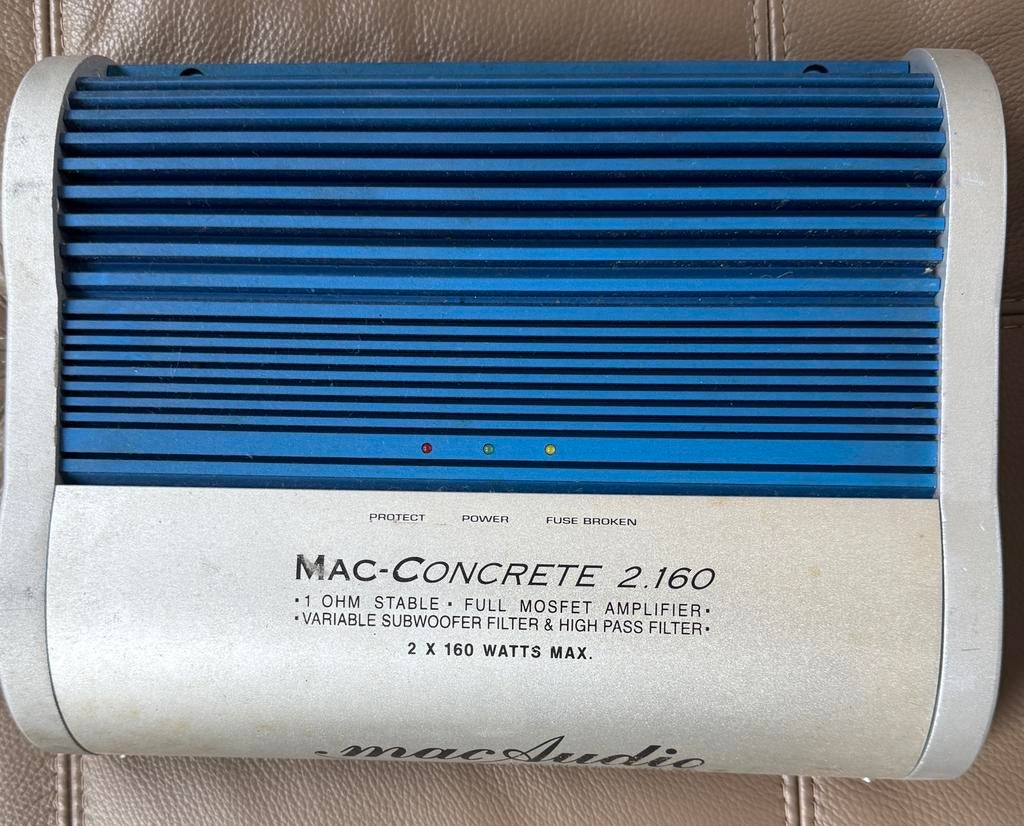 PROTECT POWER FUSE BROKEN
MAC-CONCRETE 2.160
·1 OHM STABLE · FULL MOSFET AMPLIFIER·
·VARIABLE SUBWOOFER FILTER & HIGH PASS FILTER·
2 X 160 WATTS MAX.
macAudio